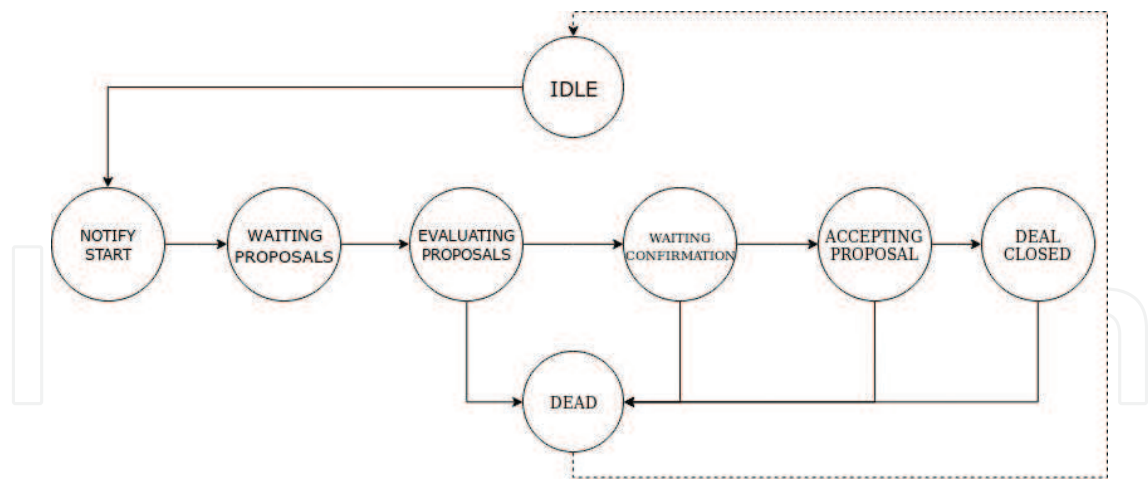 IDLE
NOTIFY
START
WAITING
PROPOSALS
EVALUATING
PROPOSALS
WAITING
CONFIRMATION
ACCEPTING
PROPOSAL
DEAL
CLOSED
DEAD